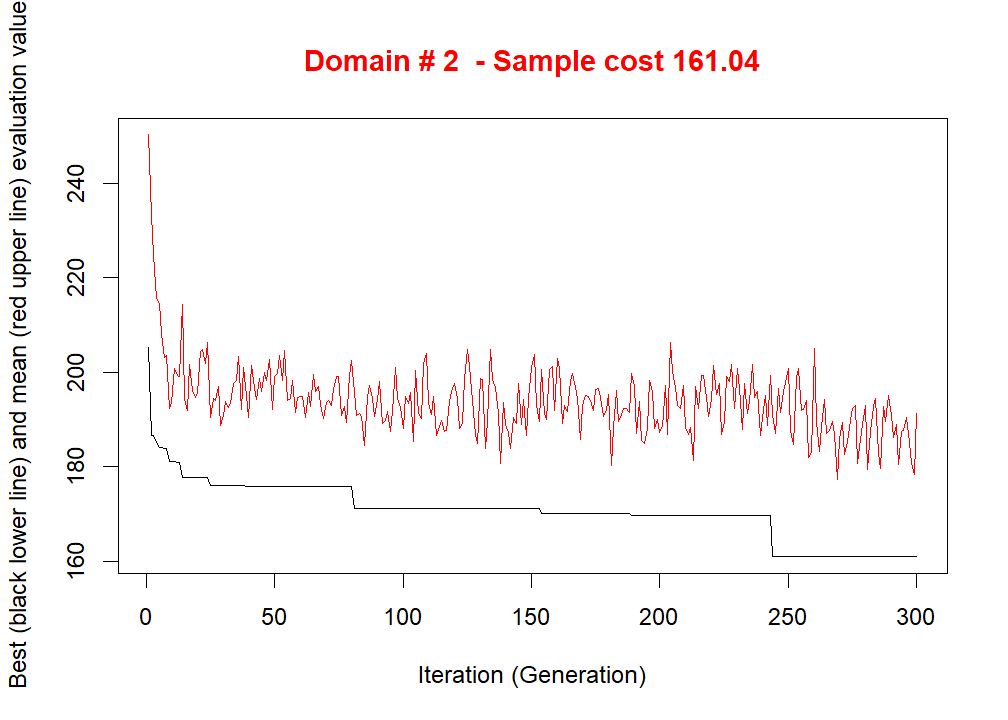 Domain # 2  - Sample cost 161.04
Best (black lower line) and mean (red upper line) evaluation value
240
220
200
180
160
0 50 100 150 200 250 300
Iteration (Generation)